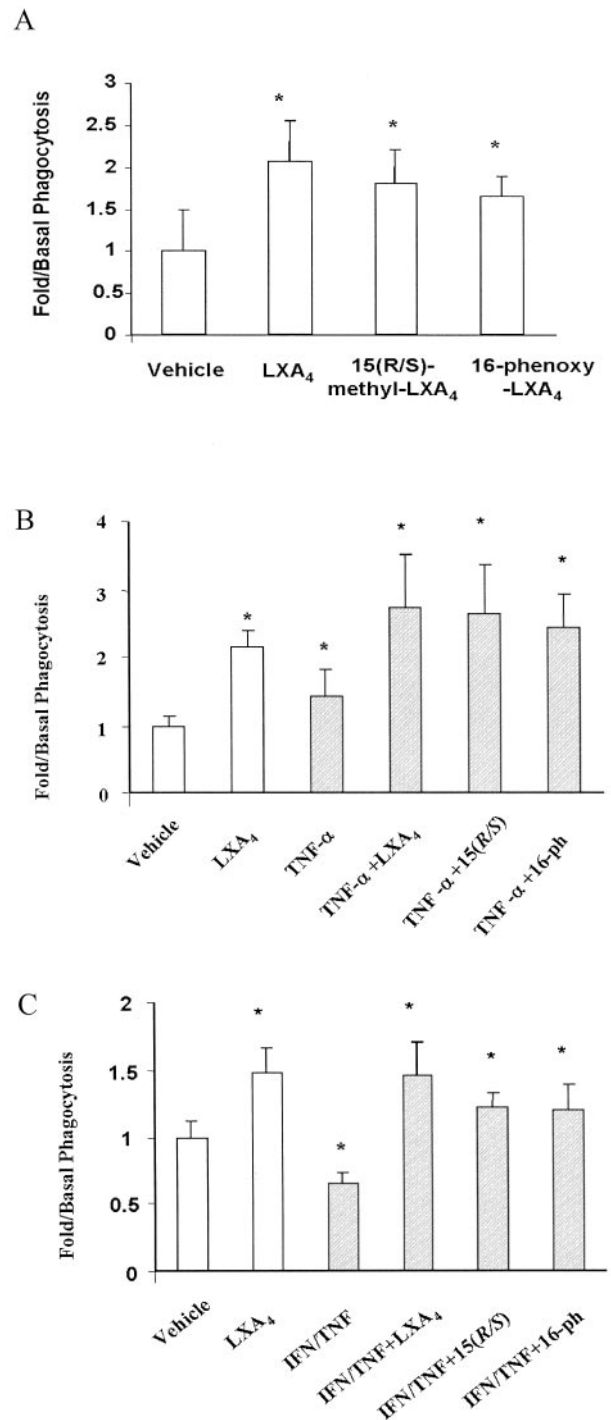 A
Fold/Basal Phagocytosis
3
2.5
2
1.5
1
0.5
0
*
*
*
Vehicle
LXA₄
15(R/S)-
methyl-LXA₄
16-phenoxy
-LXA₄
B
Fold/Basal Phagocytosis
4
3
2
1
0
*
*
*
*
*
Vehicle
LXA₄
TNF-α
TNF-α +LXA₄
TNF -α +15(R/S)
TNF -α +16-ph
C
Fold/Basal Phagocytosis
2
1.5
1
0.5
0
*
*
*
*
*
Vehicle
LXA₄
IFN/TNF
IFN/TNF+LXA₄
IFN/TNF+15(R/S)
IFN/TNF+16-ph